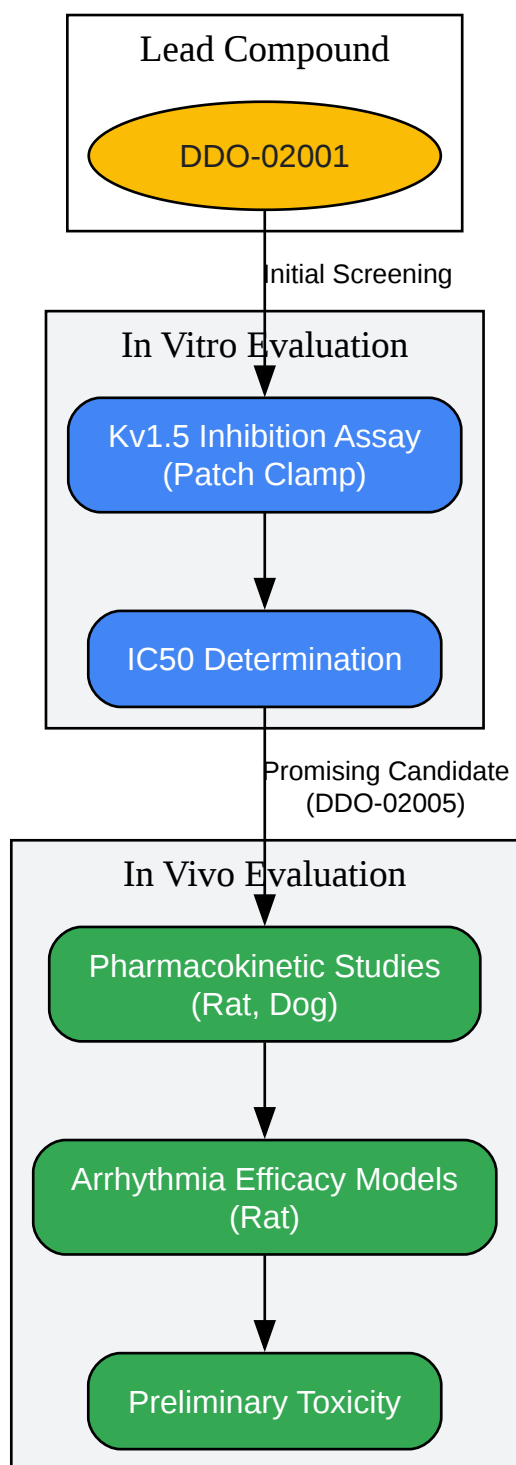 Lead Compound
DDO-02001
Initial Screening
In Vitro Evaluation
Kv1.5 Inhibition Assay
(Patch Clamp)
IC50 Determination
Promising Candidate
(DDO-02005)
In Vivo Evaluation
Pharmacokinetic Studies
(Rat, Dog)
Arrhythmia Efficacy Models
(Rat)
Preliminary Toxicity